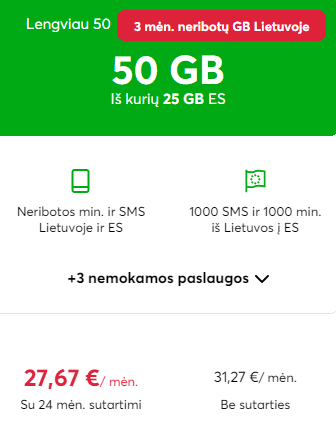 Lengviau 50
3 mėn. neribotų GB Lietuvoje
50 GB
Iš kurių 25 GB ES
Neribotos min. ir SMS
Lietuvoje ir ES
1000 SMS ir 1000 min.
iš Lietuvos į ES
+3 nemokamos paslaugos
27,67 €/ mėn.
Su 24 mėn. sutartimi
31,27 €/ mėn.
Be sutarties